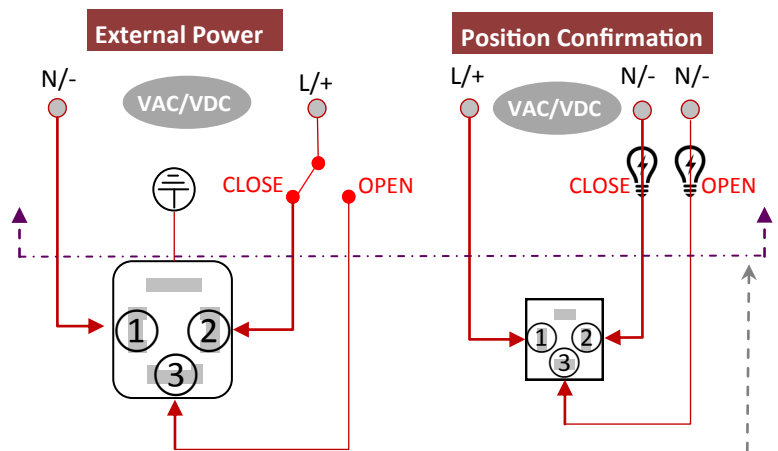 External Power
Position Confirmation
N/-
VAC/VDC
L/+
L/+
VAC/VDC
N/-
N/-
CLOSE
OPEN
CLOSE
OPEN
1
2
3
1
2
3